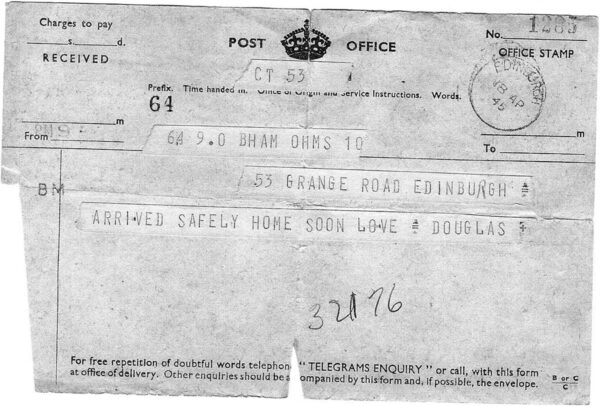 Charges to pay
s. d.
RECEIVED
POST OFFICE
No. 1285
OFFICE STAMP
EDINBURGH
18 AP
45
CT 53
Prefix. Time handed in. Office of Origin and Service Instructions. Words.
64
m
From
To
m
64 9.0 BHAM OHMS 10
BM
53 GRANGE ROAD EDINBURGH =
ARRIVED SAFELY HOME SOON LOVE = DOUGLAS +
32176
For free repetition of doubtful words telephone "TELEGRAMS ENQUIRY" or call, with this form
at office of delivery. Other enquiries should be accompanied by this form and, if possible, the envelope.
B or C
C